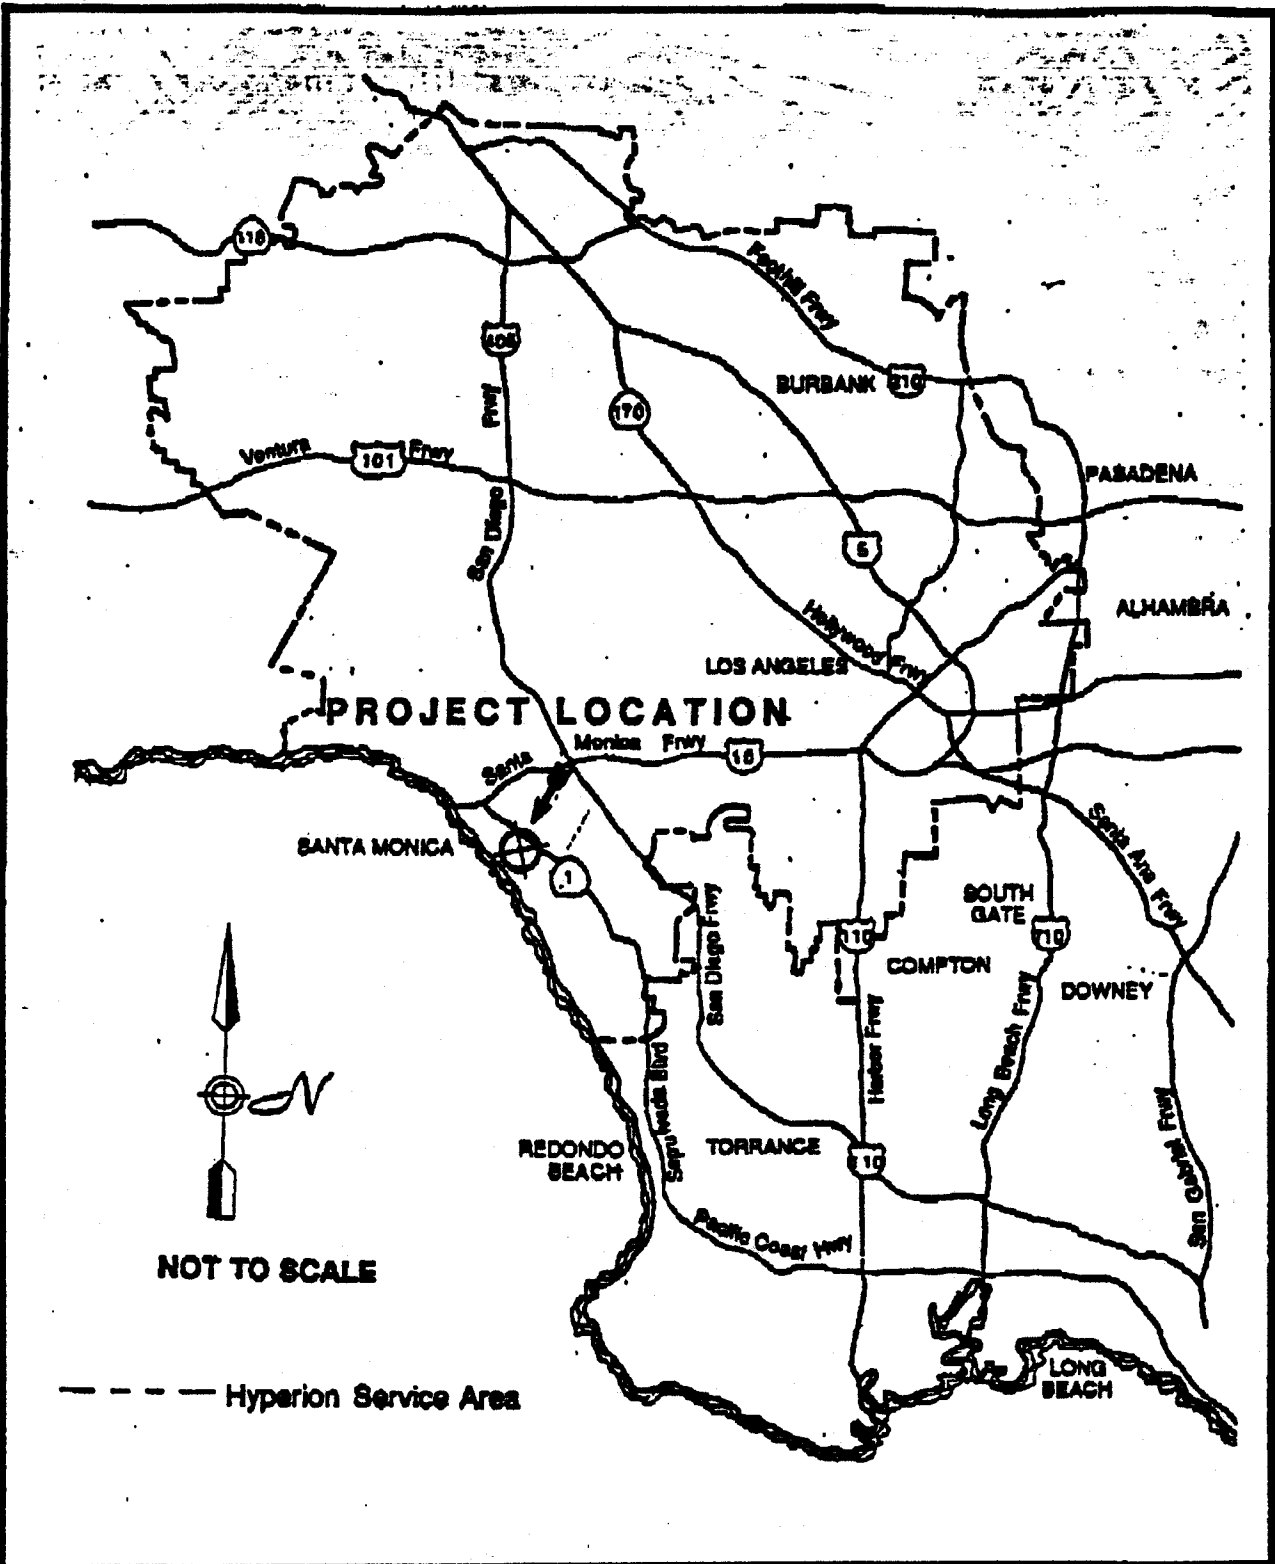 118
Foothill Frwy
405
BURBANK 210
170
Frwy
Ventura 101 Frwy
PASADENA
San Diego
5
ALHAMBRA
Hollywood Frwy
LOS ANGELES
PROJECT LOCATION
Santa Monica Frwy 10
SANTA MONICA
1
Santa Ana Frwy
SOUTH
GATE
San Diego Frwy
110
710
COMPTON
DOWNEY
Harbor Frwy
Long Beach Frwy
N
Sepulveda Blvd
San Gabriel Frwy
REDONDO
BEACH
TORRANCE
Pacific Coast Hwy
NOT TO SCALE
LONG
BEACH
Hyperion Service Area